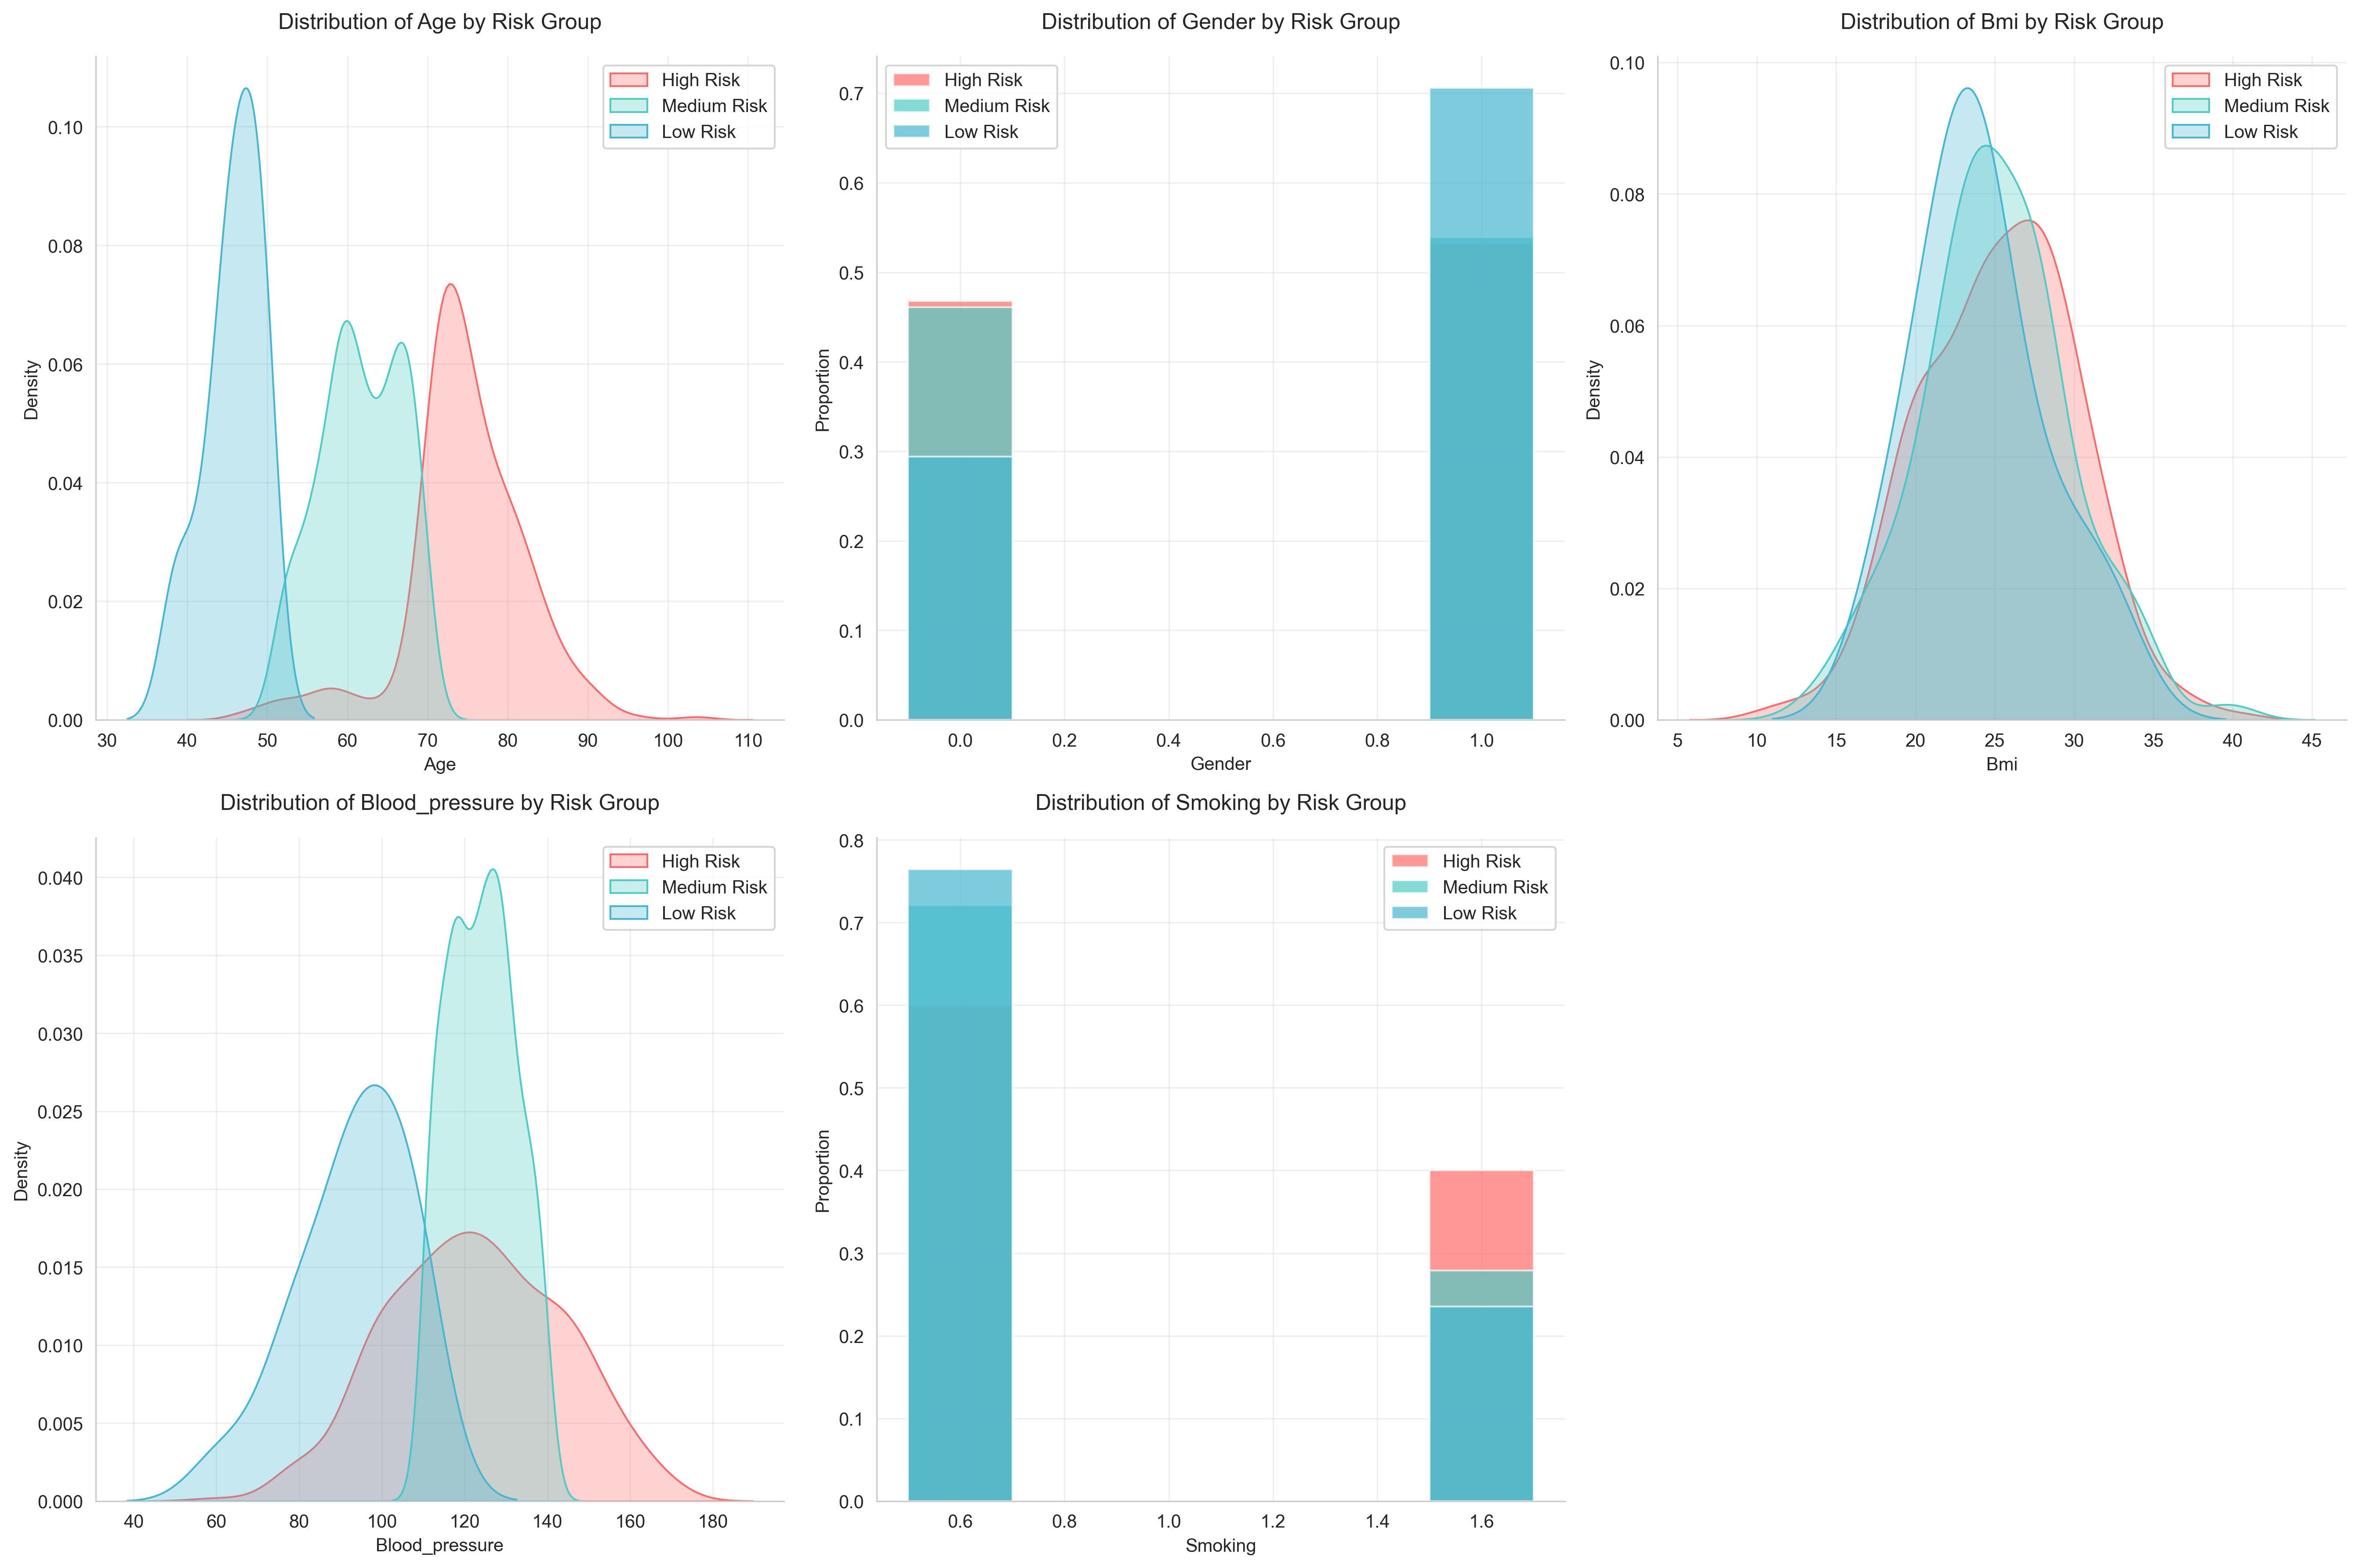 Distribution of Age by Risk Group
High Risk
Medium Risk
Low Risk
0.10
0.08
0.06
0.04
0.02
0.00
Density
30 40 50 60 70 80 90 100 110
Age
Distribution of Gender by Risk Group
High Risk
Medium Risk
Low Risk
0.7
0.6
0.5
0.4
0.3
0.2
0.1
0.0
Proportion
0.0 0.2 0.4 0.6 0.8 1.0
Gender
Distribution of Bmi by Risk Group
High Risk
Medium Risk
Low Risk
0.10
0.08
0.06
0.04
0.02
0.00
Density
5 10 15 20 25 30 35 40 45
Bmi
Distribution of Blood_pressure by Risk Group
High Risk
Medium Risk
Low Risk
0.040
0.035
0.030
0.025
0.020
0.015
0.010
0.005
0.000
Density
40 60 80 100 120 140 160 180
Blood_pressure
Distribution of Smoking by Risk Group
High Risk
Medium Risk
Low Risk
0.8
0.7
0.6
0.5
0.4
0.3
0.2
0.1
0.0
Proportion
0.6 0.8 1.0 1.2 1.4 1.6
Smoking